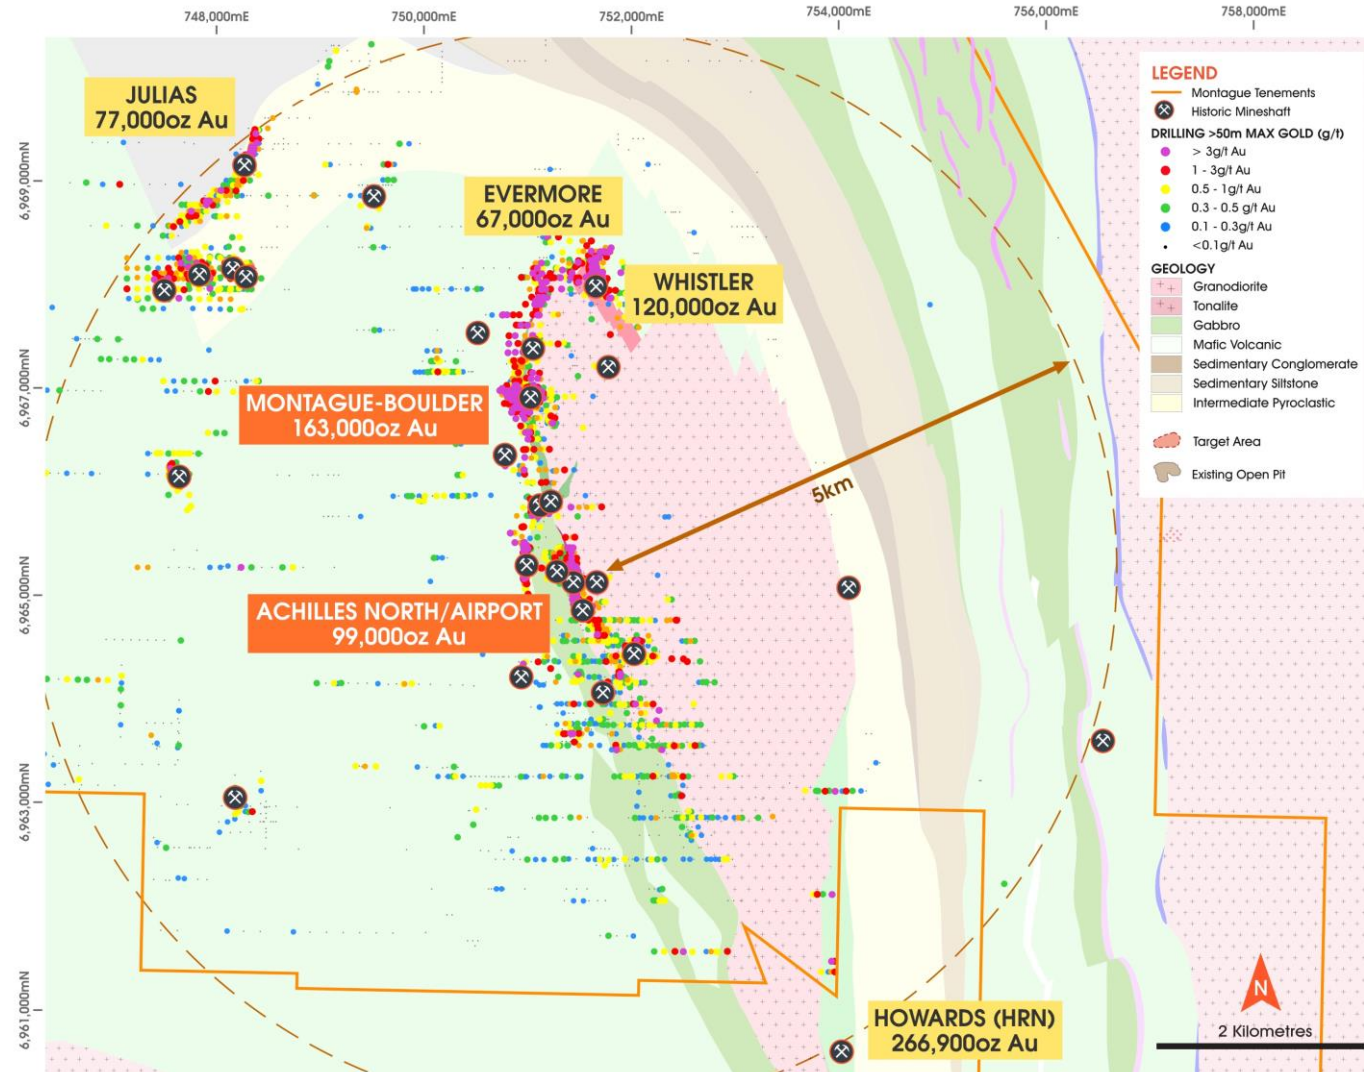 748,000mE
750,000mE
752,000mE
754,000mE
756,000mE
758,000mE
6,969,000mN
6,967,000mN
6,965,000mN
6,963,000mN
6,961,000mN
JULIAS
77,000oz Au
EVERMORE
67,000oz Au
WHISTLER
120,000oz Au
MONTAGUE-BOULDER
163,000oz Au
ACHILLES NORTH/AIRPORT
99,000oz Au
HOWARDS (HRN)
266,900oz Au
5km
LEGEND
Montague Tenements
Historic Mineshaft
DRILLING >50m MAX GOLD (g/t)
> 3g/t Au
1 - 3g/t Au
0.5 - 1g/t Au
0.3 - 0.5 g/t Au
0.1 - 0.3g/t Au
<0.1g/t Au
GEOLOGY
Granodiorite
Tonalite
Gabbro
Mafic Volcanic
Sedimentary Conglomerate
Sedimentary Siltstone
Intermediate Pyroclastic
Target Area
Existing Open Pit
N
2 Kilometres